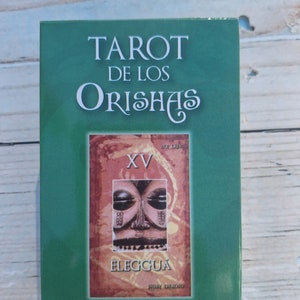 TAROT
DE LOS
ORISHAS
XV
ELEGGUA